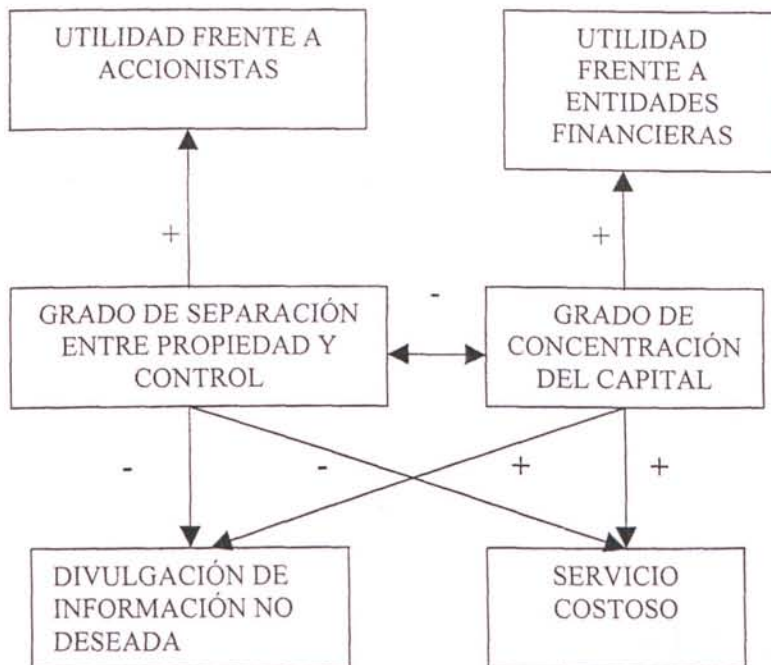 UTILIDAD FRENTE A
ACCIONISTAS
UTILIDAD
FRENTE A
ENTIDADES
FINANCIERAS
+
+
GRADO DE SEPARACIÓN
ENTRE PROPIEDAD Y
CONTROL
-
GRADO DE
CONCENTRACIÓN
DEL CAPITAL
-
-
+
+
DIVULGACIÓN DE
INFORMACIÓN NO
DESEADA
SERVICIO
COSTOSO